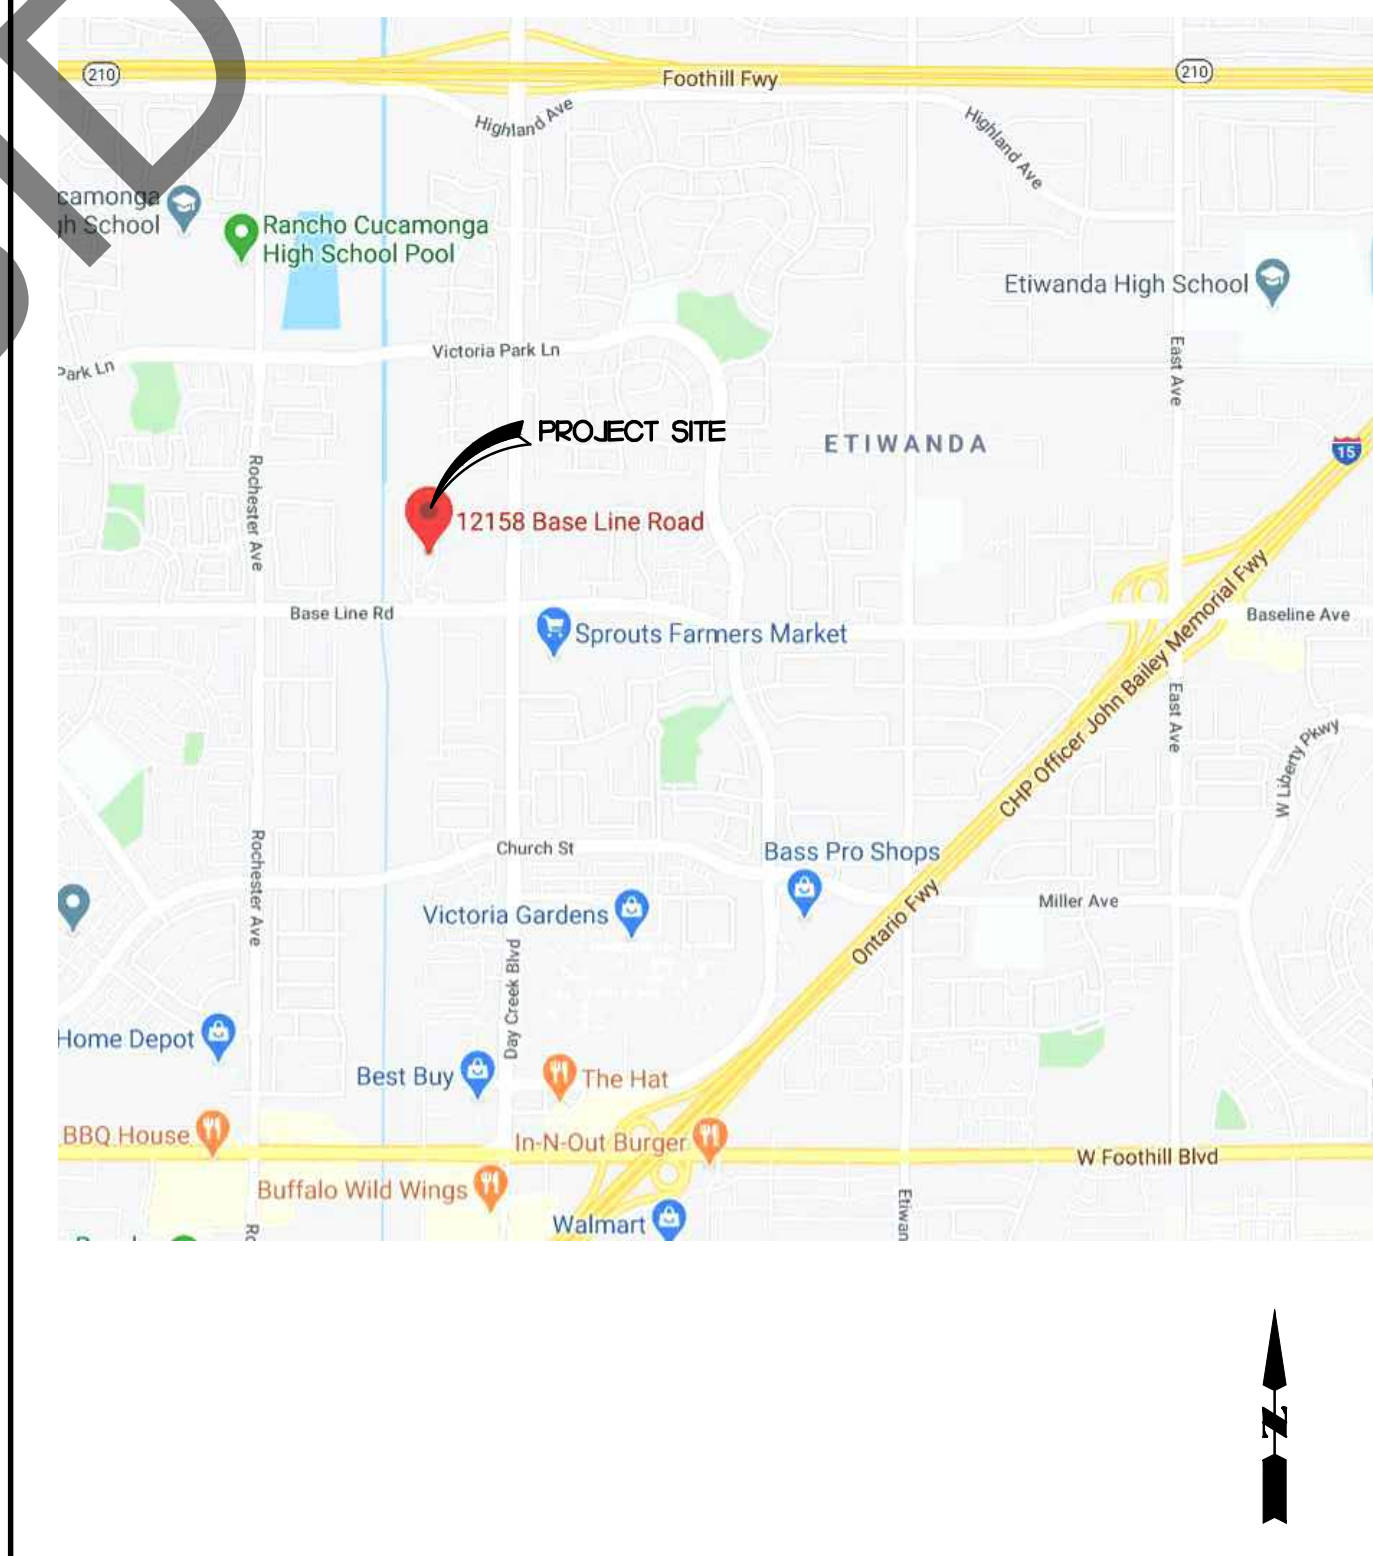 210
Foothill Fwy
210
Highland Ave
Highland Ave
camonga
gh School
Rancho Cucamonga
High School Pool
Etiwanda High School
Victoria Park Ln
Park Ln
East Ave
PROJECT SITE
ETIWANDA
15
Rochester Ave
12158 Base Line Road
Base Line Rd
Sprouts Farmers Market
Baseline Ave
CHP Officer John Bailey Memorial Fwy
East Ave
W Liberty Pkwy
Church St
Bass Pro Shops
Rochester Ave
Victoria Gardens
Miller Ave
Ontario Fwy
Day Creek Blvd
Home Depot
Best Buy
The Hat
BBQ House
In-N-Out Burger
W Foothill Blvd
Buffalo Wild Wings
Walmart
Etiwan
Ro
N